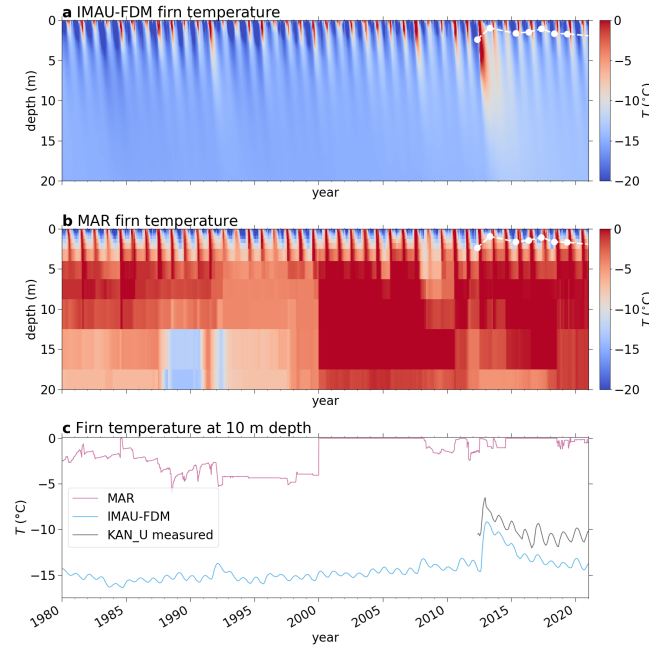 a IMAU-FDM firn temperature
0
5
10
15
20
depth (m)
year
0
−5
−10
−15
−20
T (°C)
b MAR firn temperature
0
5
10
15
20
depth (m)
year
0
−5
−10
−15
−20
T (°C)
c Firn temperature at 10 m depth
0
−5
−10
−15
T (°C)
MAR
IMAU-FDM
KAN_U measured
1980 1985 1990 1995 2000 2005 2010 2015 2020
year